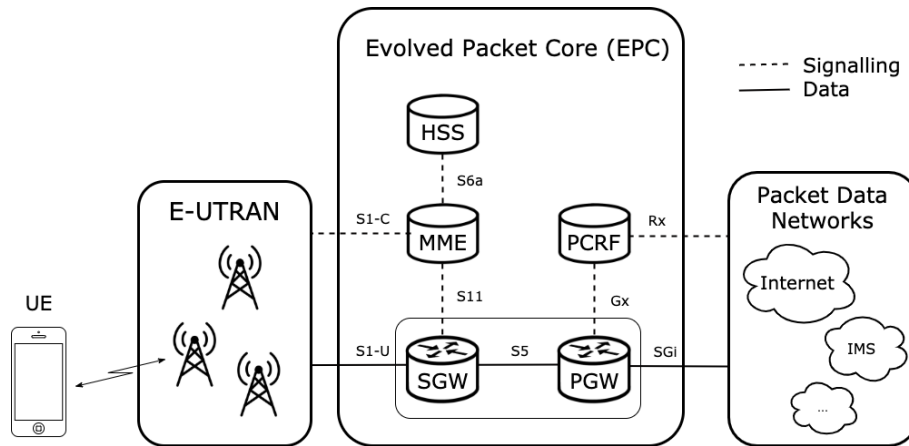 Evolved Packet Core (EPC)
Signalling
Data
HSS
S6a
E-UTRAN
S1-C
MME
PCRF
Rx
Packet Data
Networks
Internet
UE
S11
Gx
S1-U
SGW
S5
PGW
SGi
IMS
...